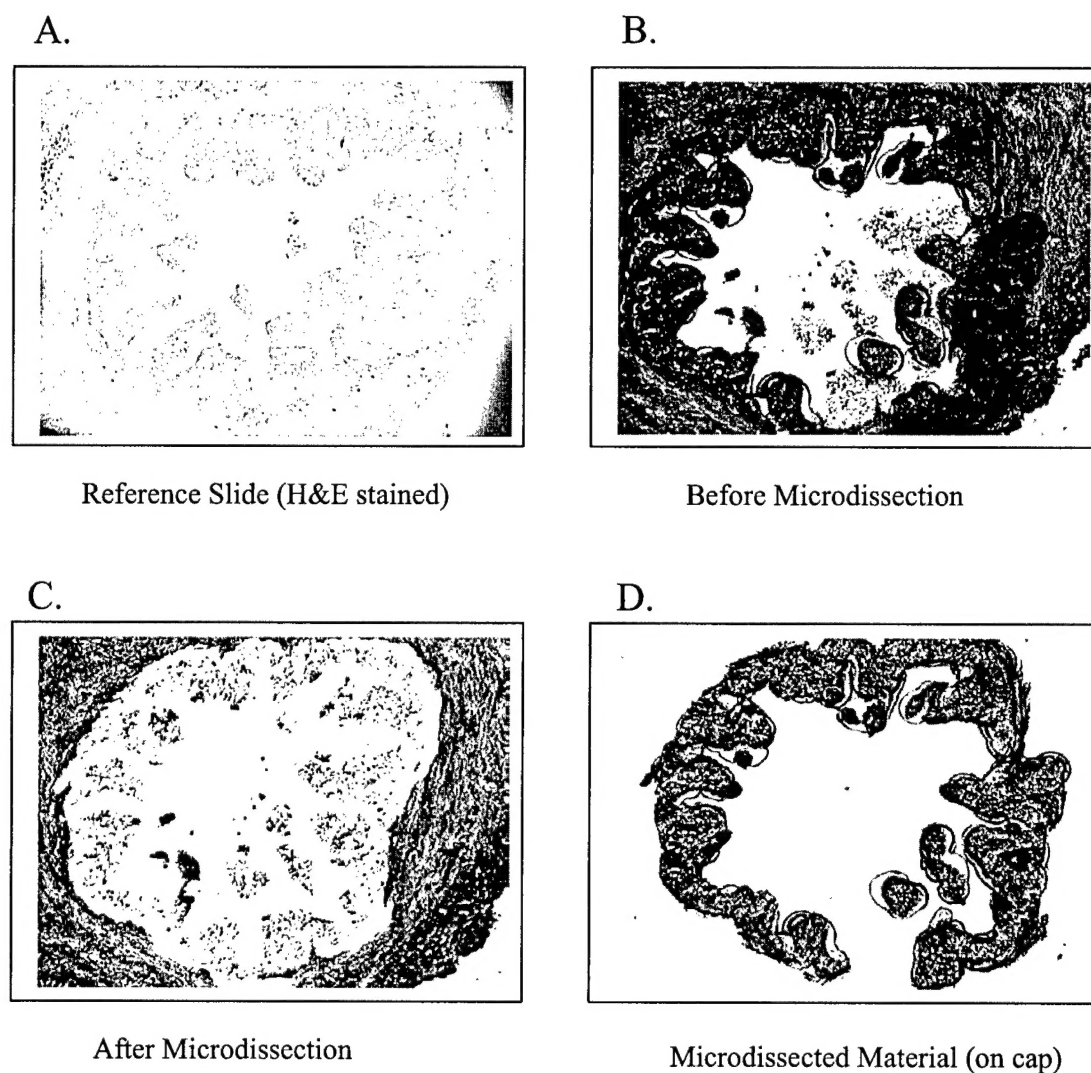 A.
B.
Reference Slide (H&E stained)
Before Microdissection
C.
D.
After Microdissection
Microdissected Material (on cap)